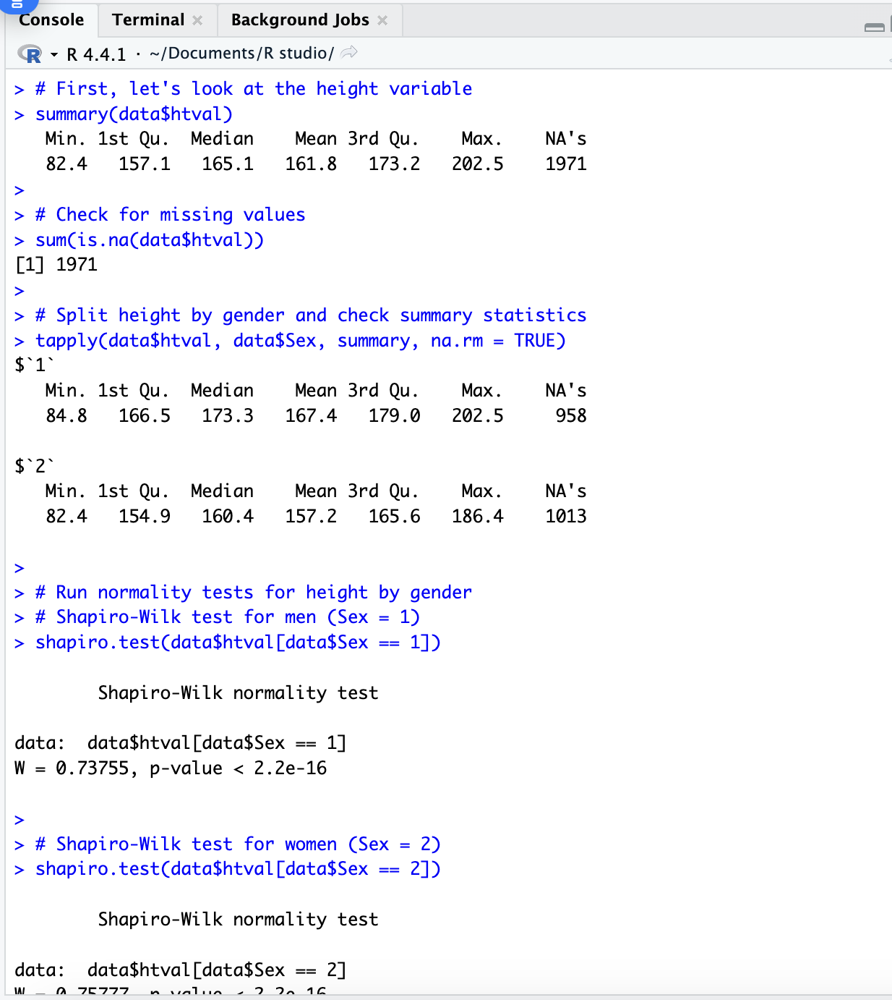 Console Terminal Background Jobs
R 4.4.1 · ~/Documents/R studio/
> # First, let's look at the height variable
> summary(data$htval)
   Min. 1st Qu.  Median    Mean 3rd Qu.    Max.    NA's
   82.4   157.1   165.1   161.8   173.2   202.5    1971
>
> # Check for missing values
> sum(is.na(data$htval))
[1] 1971
>
> # Split height by gender and check summary statistics
> tapply(data$htval, data$Sex, summary, na.rm = TRUE)
$`1`
   Min. 1st Qu.  Median    Mean 3rd Qu.    Max.    NA's
   84.8   166.5   173.3   167.4   179.0   202.5     958
$`2`
   Min. 1st Qu.  Median    Mean 3rd Qu.    Max.    NA's
   82.4   154.9   160.4   157.2   165.6   186.4    1013
>
> # Run normality tests for height by gender
> # Shapiro-Wilk test for men (Sex = 1)
> shapiro.test(data$htval[data$Sex == 1])
        Shapiro-Wilk normality test
data:  data$htval[data$Sex == 1]
W = 0.73755, p-value < 2.2e-16
>
> # Shapiro-Wilk test for women (Sex = 2)
> shapiro.test(data$htval[data$Sex == 2])
        Shapiro-Wilk normality test
data:  data$htval[data$Sex == 2]
W = 0.75777, p-value < 2.2e-16